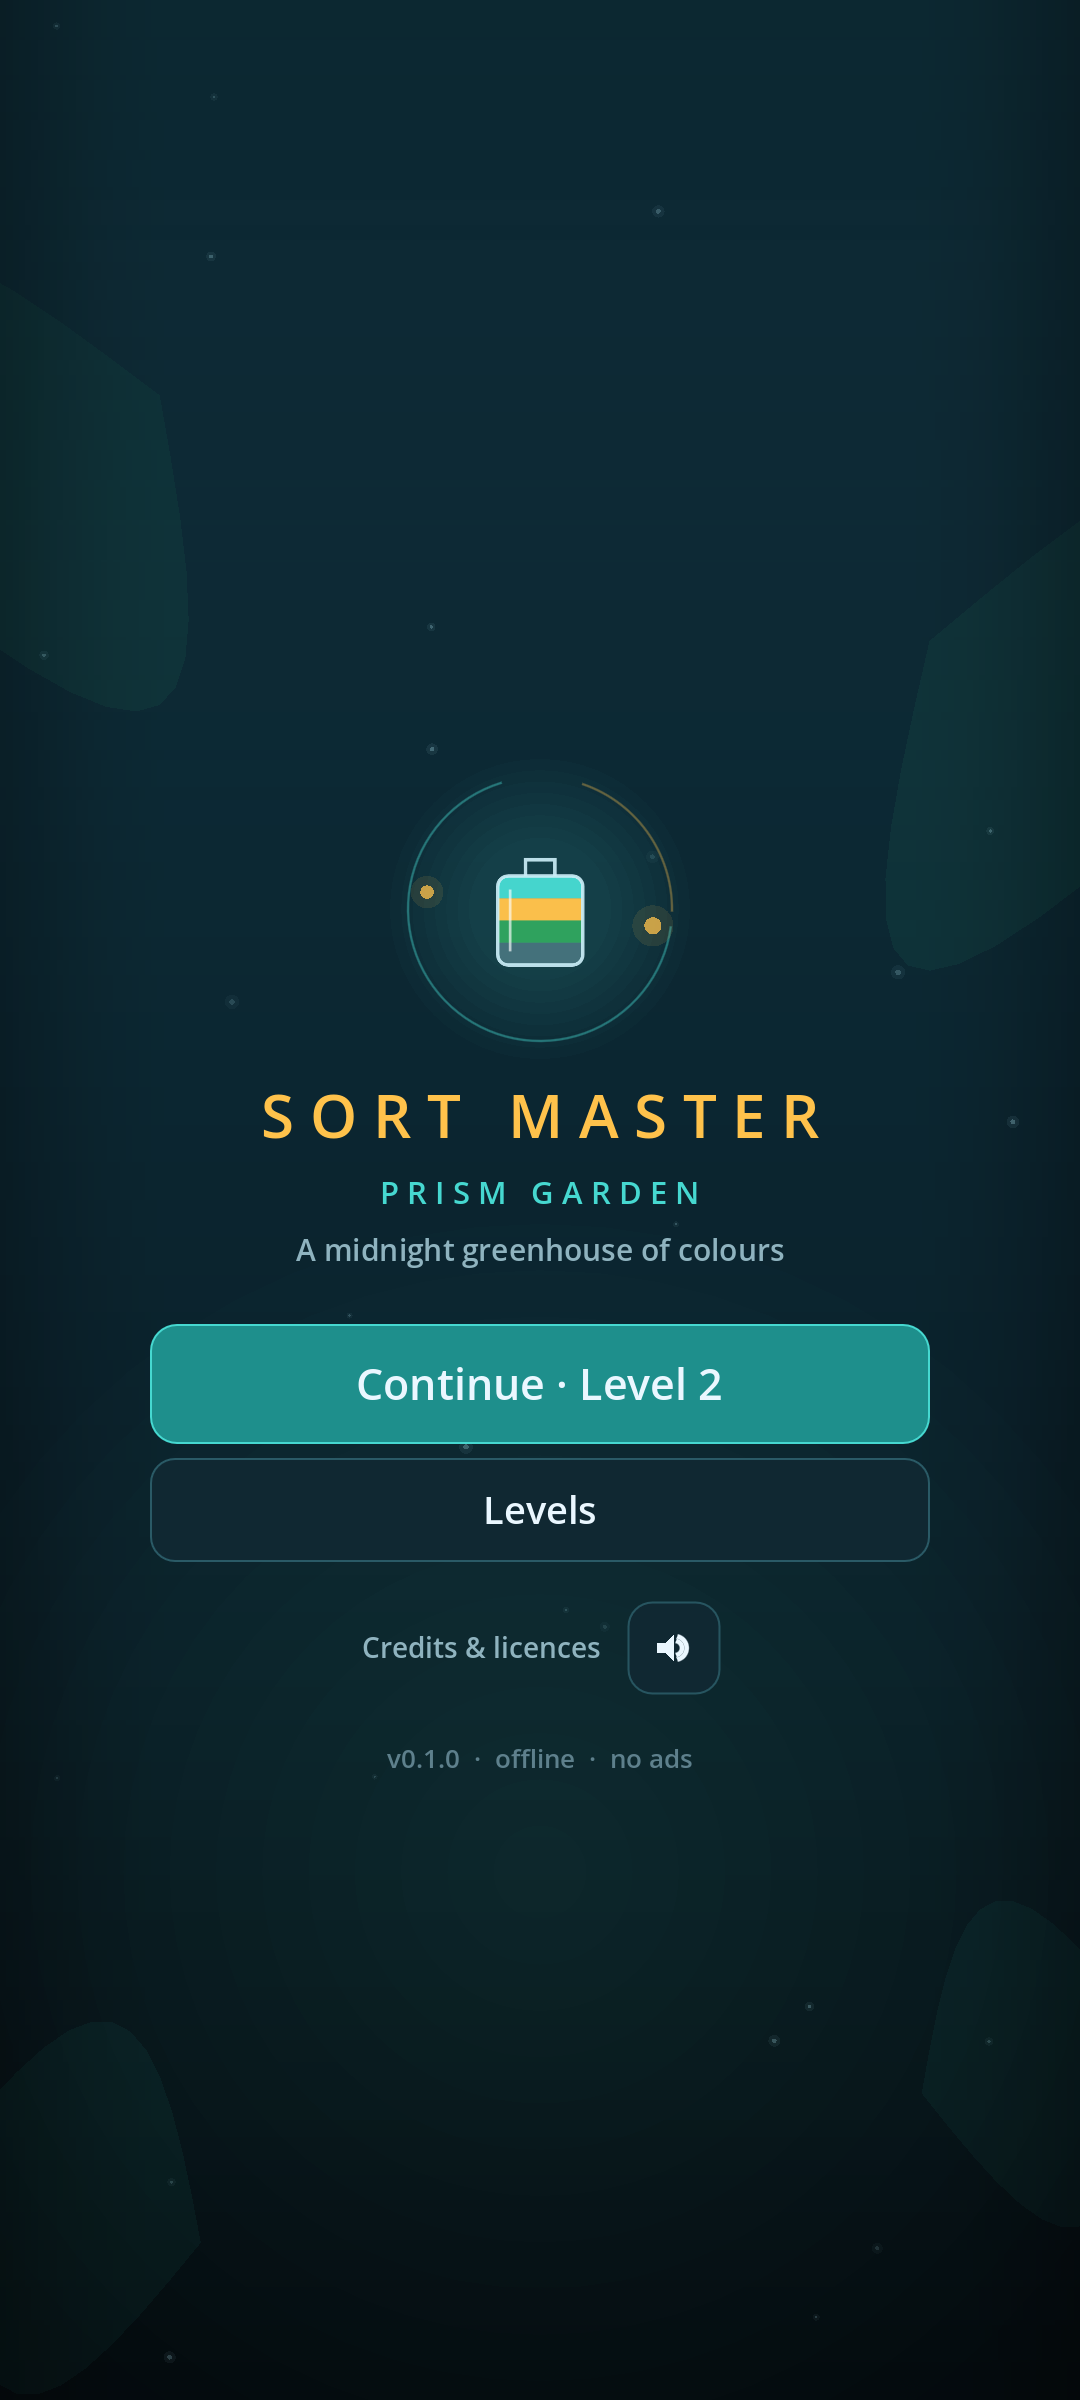 SORT MASTER
PRISM GARDEN
A midnight greenhouse of colours
Continue · Level 2
Levels
Credits & licences
v0.1.0 · offline · no ads